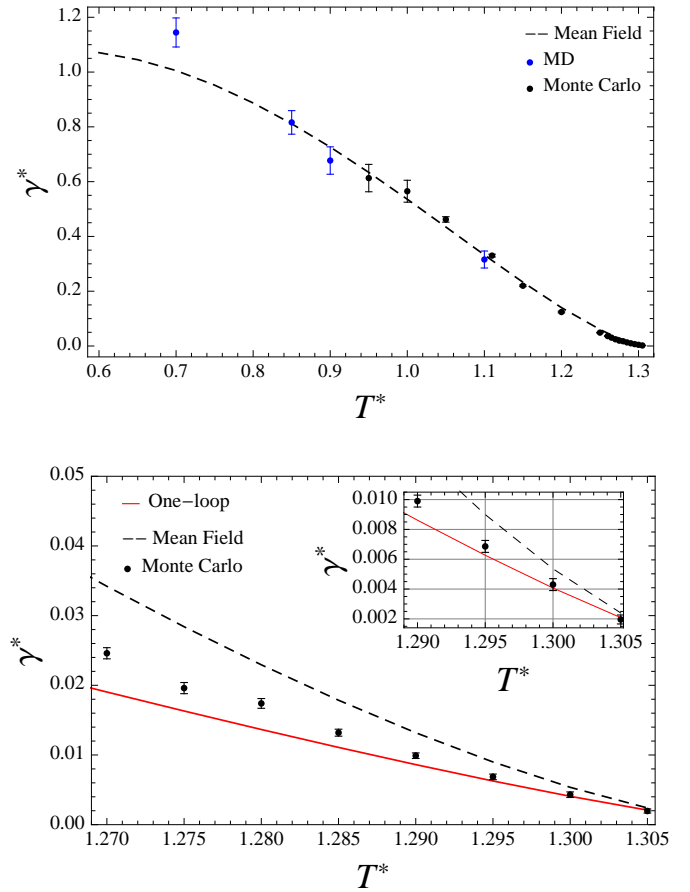 1.2
1.0
0.8
0.6
0.4
0.2
0.0
γ*
Mean Field
MD
Monte Carlo
0.6 0.7 0.8 0.9 1.0 1.1 1.2 1.3
T*
0.05
0.04
0.03
0.02
0.01
0.00
γ*
One-loop
Mean Field
Monte Carlo
0.010
0.008
0.006
0.004
0.002
γ*
1.290 1.295 1.300 1.305
T*
1.270 1.275 1.280 1.285 1.290 1.295 1.300 1.305
T*